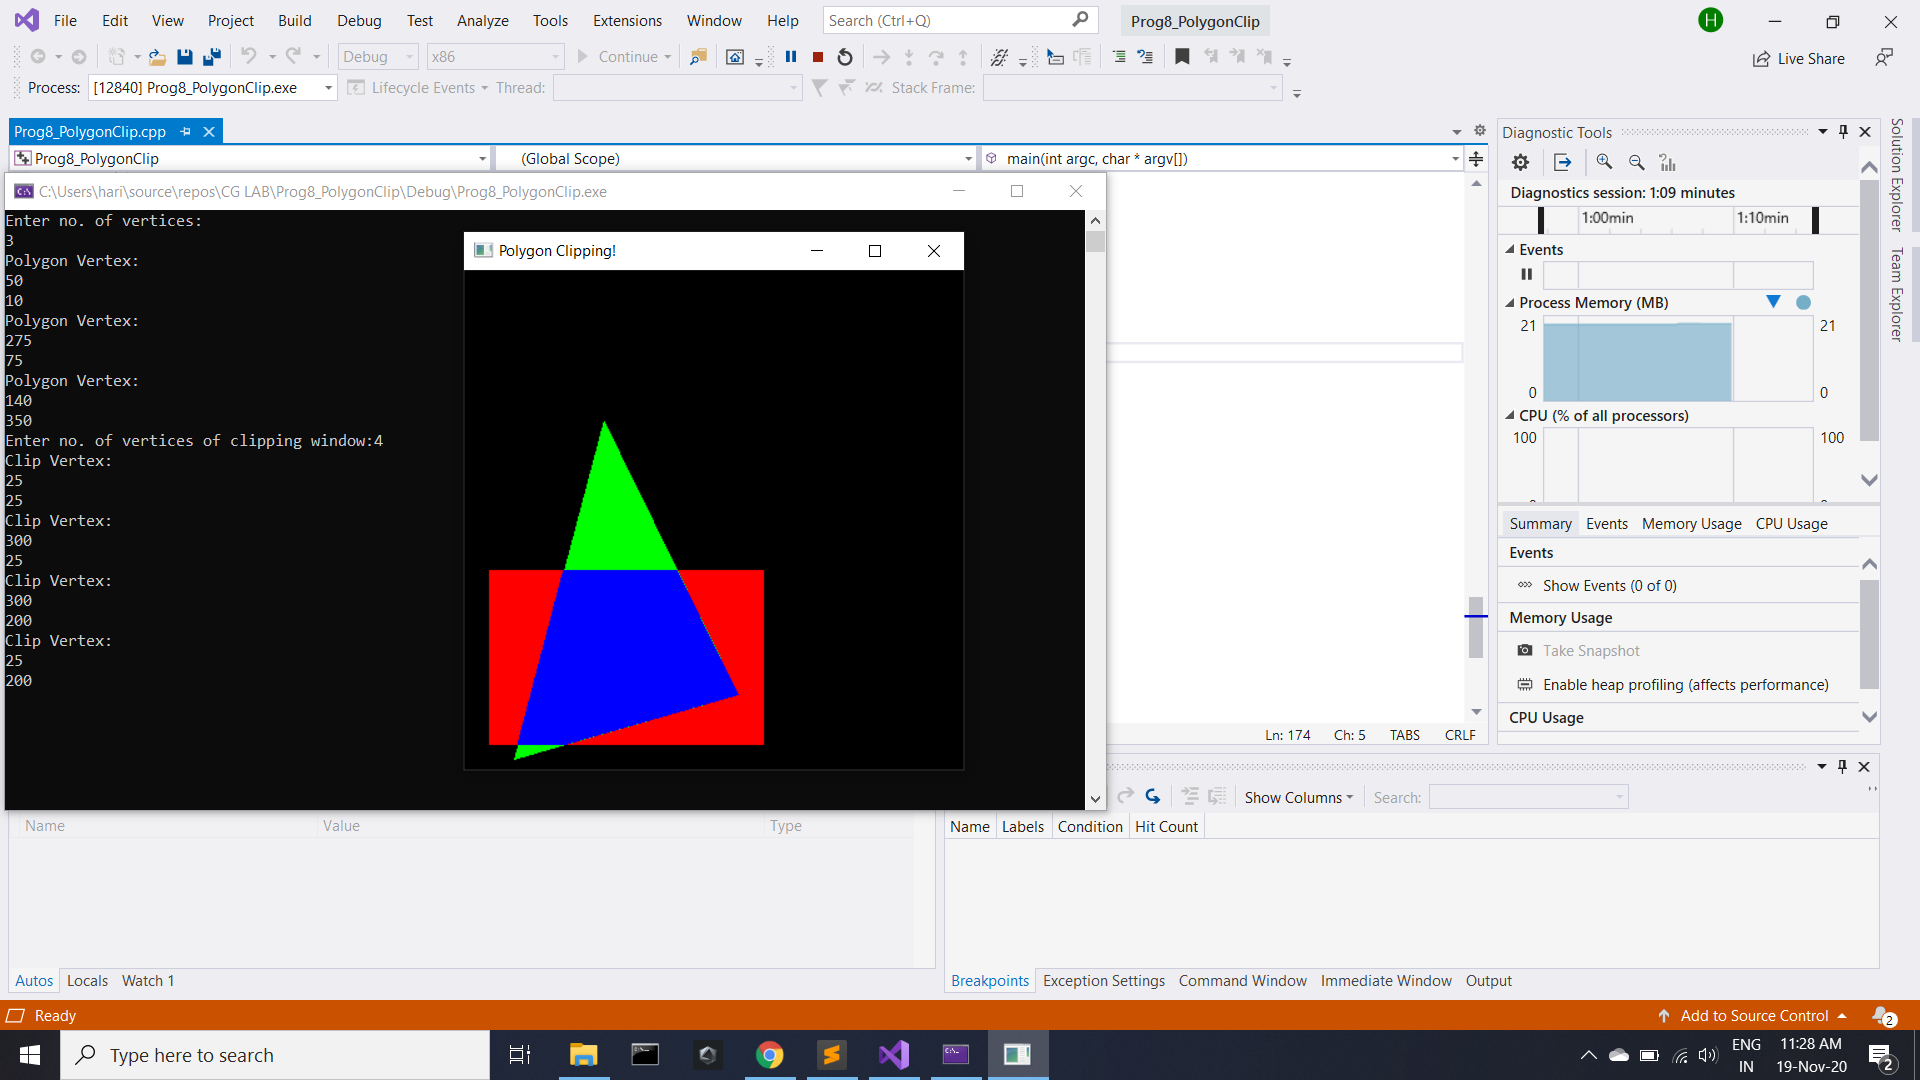 File Edit View Project Build Debug Test Analyze Tools Extensions Window Help Search (Ctrl+Q) Prog8_PolygonClip H
Debug x86 Continue Live Share
Process: [12840] Prog8_PolygonClip.exe Lifecycle Events Thread: Stack Frame:
Prog8_PolygonClip.cpp
Prog8_PolygonClip (Global Scope) main(int argc, char * argv[])
C:\Users\hari\source\repos\CG LAB\Prog8_PolygonClip\Debug\Prog8_PolygonClip.exe
Enter no. of vertices:
3
Polygon Vertex:
50
10
Polygon Vertex:
275
75
Polygon Vertex:
140
350
Enter no. of vertices of clipping window:4
Clip Vertex:
25
25
Clip Vertex:
300
25
Clip Vertex:
300
200
Clip Vertex:
25
200
Polygon Clipping!
Ln: 174 Ch: 5 TABS CRLF
Diagnostic Tools
Diagnostics session: 1:09 minutes
1:00min 1:10min
Events
Process Memory (MB)
21 21
0 0
CPU (% of all processors)
100 100
Summary Events Memory Usage CPU Usage
Events
Show Events (0 of 0)
Memory Usage
Take Snapshot
Enable heap profiling (affects performance)
CPU Usage
Solution Explorer
Team Explorer
Name Value Type
Autos Locals Watch 1
Show Columns Search:
Name Labels Condition Hit Count
Breakpoints Exception Settings Command Window Immediate Window Output
Ready Add to Source Control 2
Type here to search
ENG
IN
11:28 AM
19-Nov-20
2